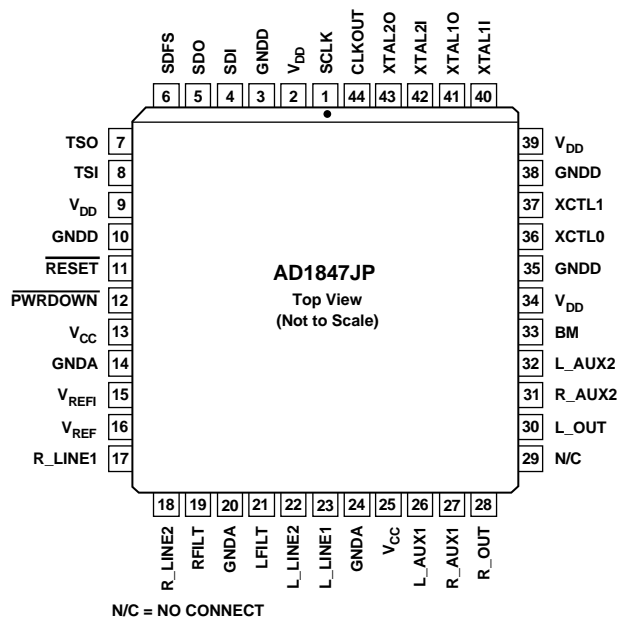 SDFS SDO SDI GNDD VDD SCLK CLKOUT XTAL2O XTAL2I XTAL1O XTAL1I
6 5 4 3 2 1 44 43 42 41 40
TSO 7
TSI 8
VDD 9
GNDD 10
RESET 11
PWRDOWN 12
VCC 13
GNDA 14
VREFI 15
VREF 16
R_LINE1 17
AD1847JP
Top View
(Not to Scale)
39 VDD
38 GNDD
37 XCTL1
36 XCTL0
35 GNDD
34 VDD
33 BM
32 L_AUX2
31 R_AUX2
30 L_OUT
29 N/C
18 19 20 21 22 23 24 25 26 27 28
R_LINE2 RFILT GNDA LFILT L_LINE2 L_LINE1 GNDA VCC L_AUX1 R_AUX1 R_OUT
N/C = NO CONNECT